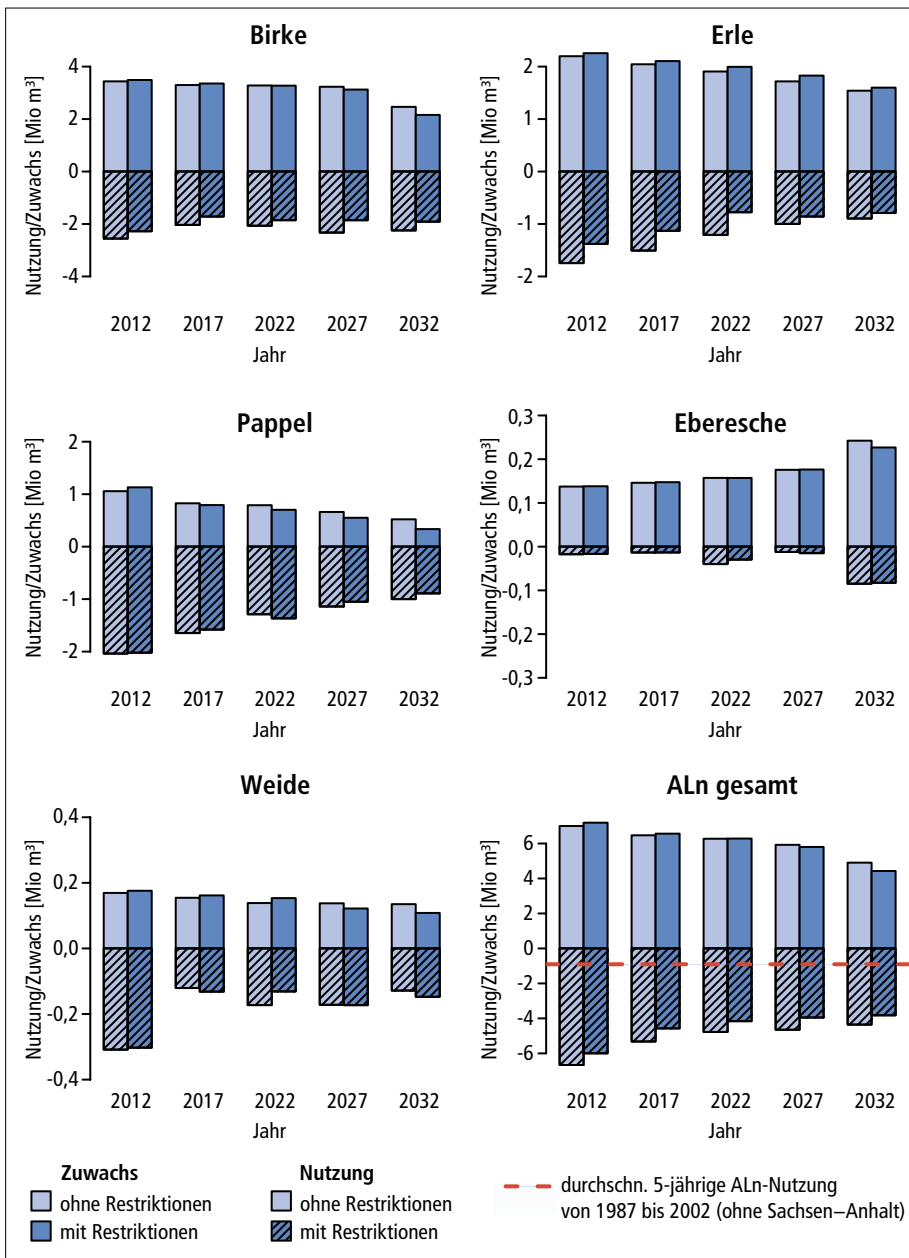 Birke
Nutzung/Zuwachs [Mio m³]
4
2
0
-2
-4
2012 2017 2022 2027 2032
Jahr
Erle
Nutzung/Zuwachs [Mio m³]
2
1
0
-1
-2
2012 2017 2022 2027 2032
Jahr
Pappel
Nutzung/Zuwachs [Mio m³]
2
1
0
-1
-2
2012 2017 2022 2027 2032
Jahr
Eberesche
Nutzung/Zuwachs [Mio m³]
0,3
0,2
0,1
0,0
-0,1
-0,2
-0,3
2012 2017 2022 2027 2032
Jahr
Weide
Nutzung/Zuwachs [Mio m³]
0,4
0,2
0,0
-0,2
-0,4
2012 2017 2022 2027 2032
Jahr
ALn gesamt
Nutzung/Zuwachs [Mio m³]
6
4
2
0
-2
-4
-6
2012 2017 2022 2027 2032
Jahr
Zuwachs
ohne Restriktionen
mit Restriktionen
Nutzung
ohne Restriktionen
mit Restriktionen
durchschn. 5-jährige ALn-Nutzung
von 1987 bis 2002 (ohne Sachsen–Anhalt)